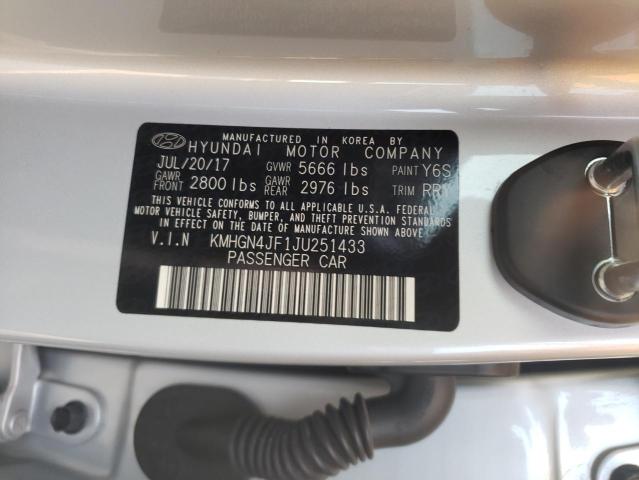 MANUFACTURED IN KOREA BY
HYUNDAI MOTOR COMPANY
JUL/20/17 GVWR 5666 lbs PAINT Y6S
GAWR FRONT 2800 lbs GAWR REAR 2976 lbs TRIM RRY
THIS VEHICLE CONFORMS TO ALL APPLICABLE U.S.A. FEDERAL
MOTOR VEHICLE SAFETY, BUMPER, AND THEFT PREVENTION STANDARDS
IN EFFECT ON THE DATE OF MANUFACTURE SHOWN ABOVE.
V.I.N KMHGN4JF1JU251433
PASSENGER CAR